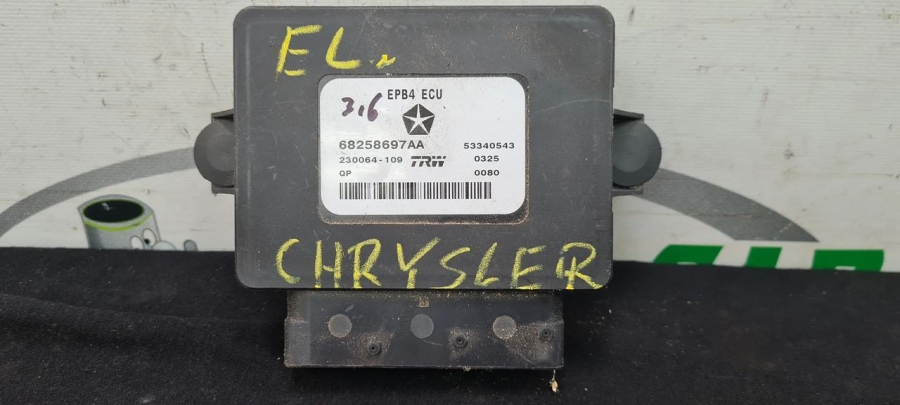 EL.
EPB4 ECU
3,6
68258697AA 53340543
230064-109 TRW 0325
QP 0080
CHRYSLER